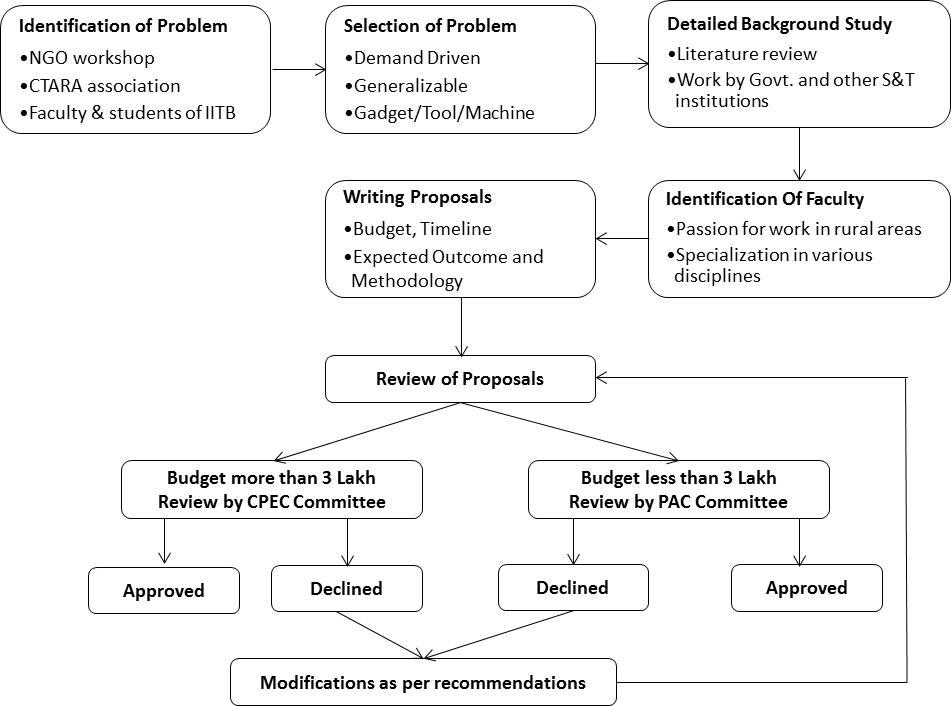 Identification of Problem
•NGO workshop
•CTARA association
•Faculty & students of IITB
Selection of Problem
•Demand Driven
•Generalizable
•Gadget/Tool/Machine
Detailed Background Study
•Literature review
•Work by Govt. and other S&T
institutions
Identification Of Faculty
•Passion for work in rural areas
•Specialization in various
disciplines
Writing Proposals
•Budget, Timeline
•Expected Outcome and
Methodology
Review of Proposals
Budget more than 3 Lakh
Review by CPEC Committee
Budget less than 3 Lakh
Review by PAC Committee
Approved
Declined
Declined
Approved
Modifications as per recommendations